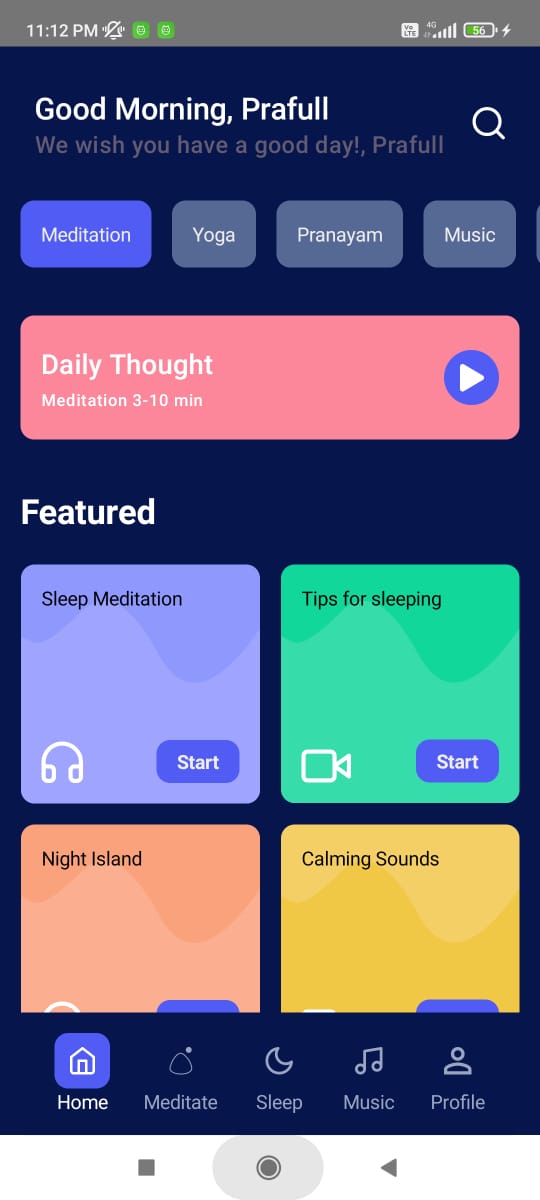 11:12 PM Vo LTE 4G 56
Good Morning, Prafull
We wish you have a good day!, Prafull
Meditation Yoga Pranayam Music
Daily Thought
Meditation 3-10 min
Featured
Sleep Meditation Tips for sleeping
Start Start
Night Island Calming Sounds
Home Meditate Sleep Music Profile